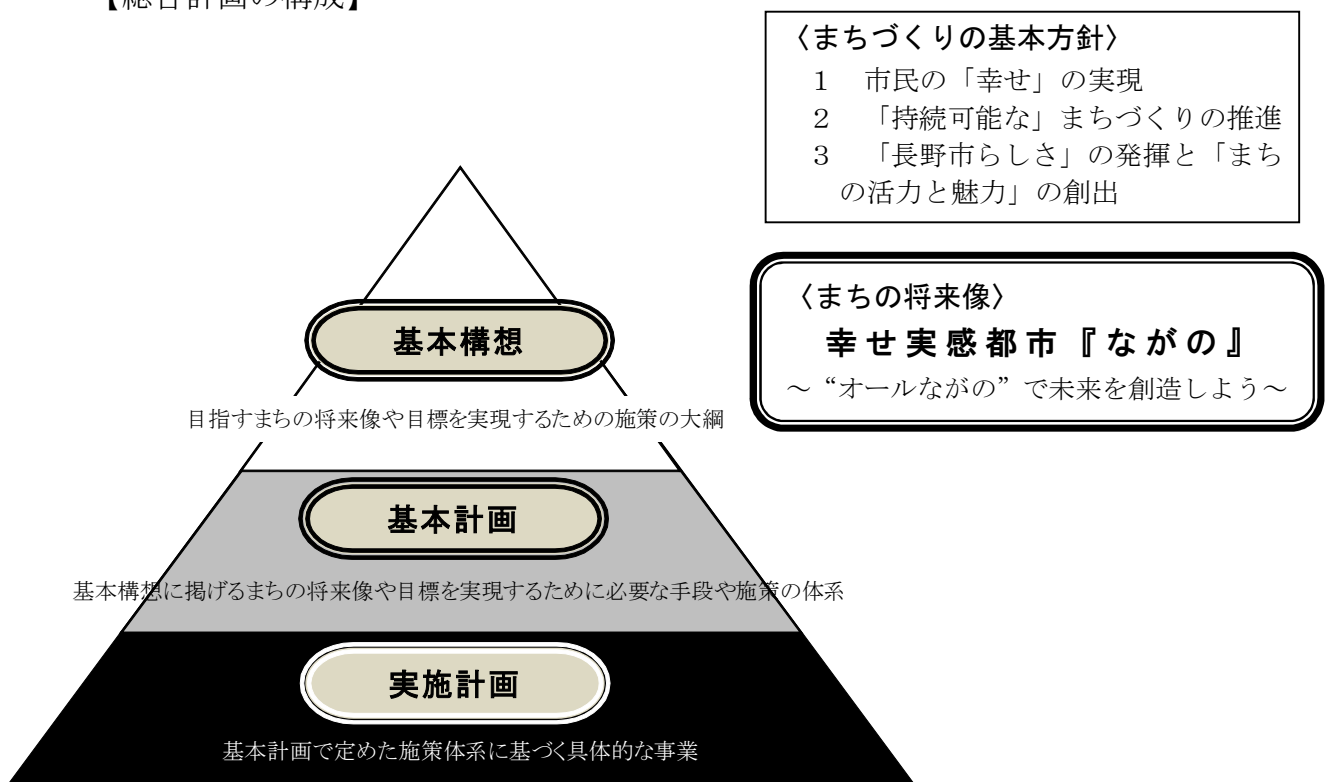 【総合計画の構成】
〈まちづくりの基本方針〉
1 市民の「幸せ」の実現
2 「持続可能な」まちづくりの推進
3 「長野市らしさ」の発揮と「まち
の活力と魅力」の創出
〈まちの将来像〉
幸せ実感都市『ながの』
～“オールながの”で未来を創造しよう～
基本構想
目指すまちの将来像や目標を実現するための施策の大綱
基本計画
基本構想に掲げるまちの将来像や目標を実現するために必要な手段や施策の体系
実施計画
基本計画で定めた施策体系に基づく具体的な事業